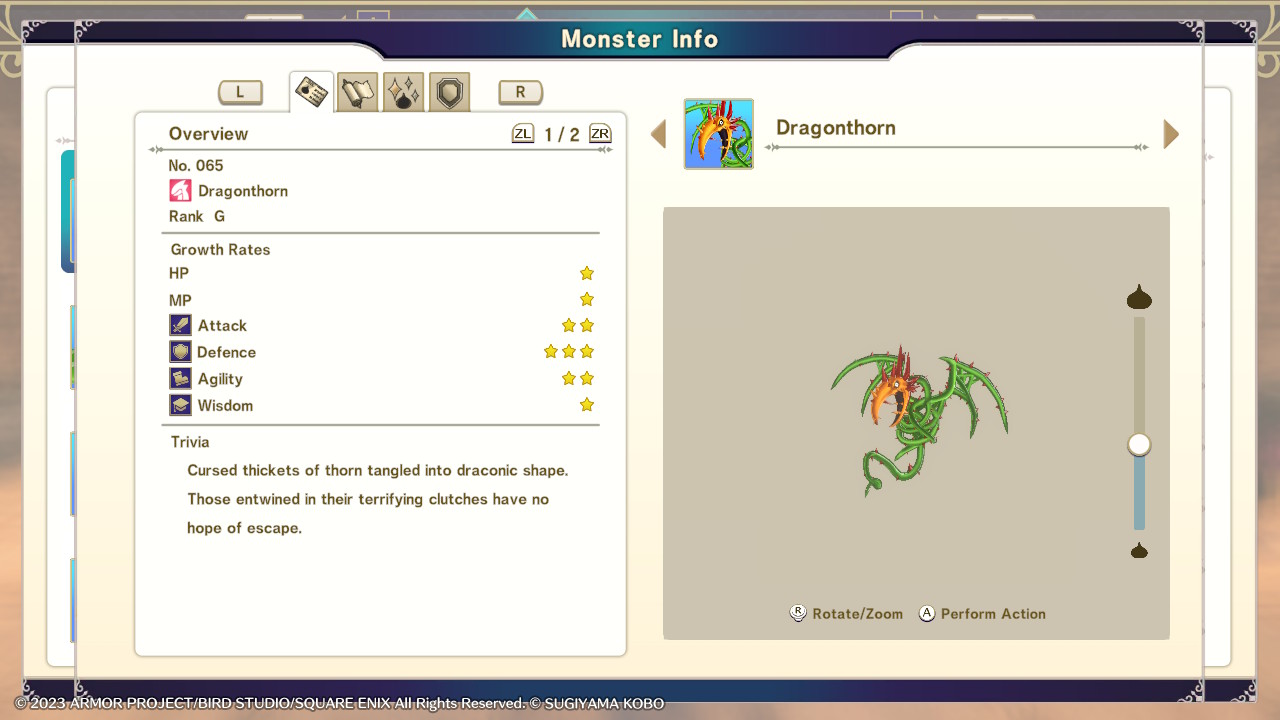 Monster Info
L
R
Overview
ZL 1 / 2 ZR
No. 065
Dragonthorn
Rank G
Growth Rates
HP
MP
Attack
Defence
Agility
Wisdom
Trivia
Cursed thickets of thorn tangled into draconic shape.
Those entwined in their terrifying clutches have no
hope of escape.
Dragonthorn
R Rotate/Zoom A Perform Action
© 2023 ARMOR PROJECT/BIRD STUDIO/SQUARE ENIX All Rights Reserved. © SUGIYAMA KOBO